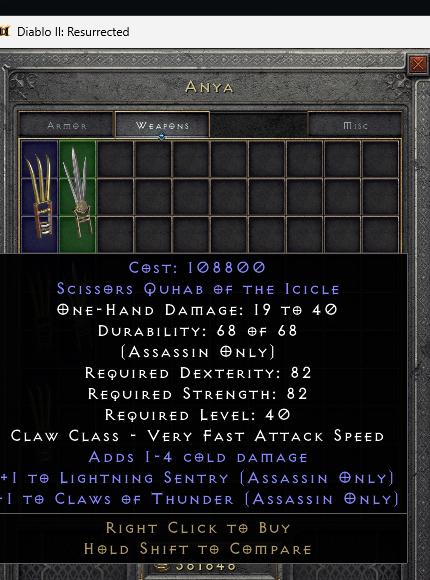 Diablo II: Resurrected
Anya
Armor Weapons Misc
Cost: 108800
Scissors Quhab of the Icicle
One-Hand Damage: 19 to 40
Durability: 68 of 68
(Assassin Only)
Required Dexterity: 82
Required Strength: 82
Required Level: 40
Claw Class - Very Fast Attack Speed
Adds 1-4 cold damage
+1 to Lightning Sentry (Assassin Only)
+1 to Claws of Thunder (Assassin Only)
Right Click to Buy
Hold Shift to Compare